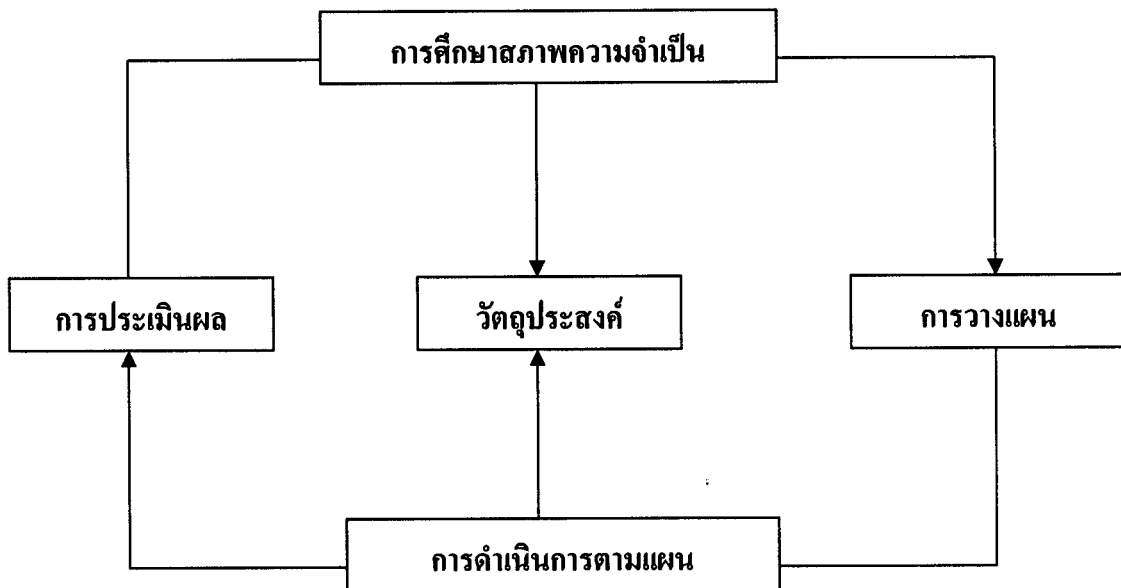 การศึกษาสภาพความจำเป็น
การประเมินผล
วัตถุประสงค์
การวางแผน
การดำเนินการตามแผน